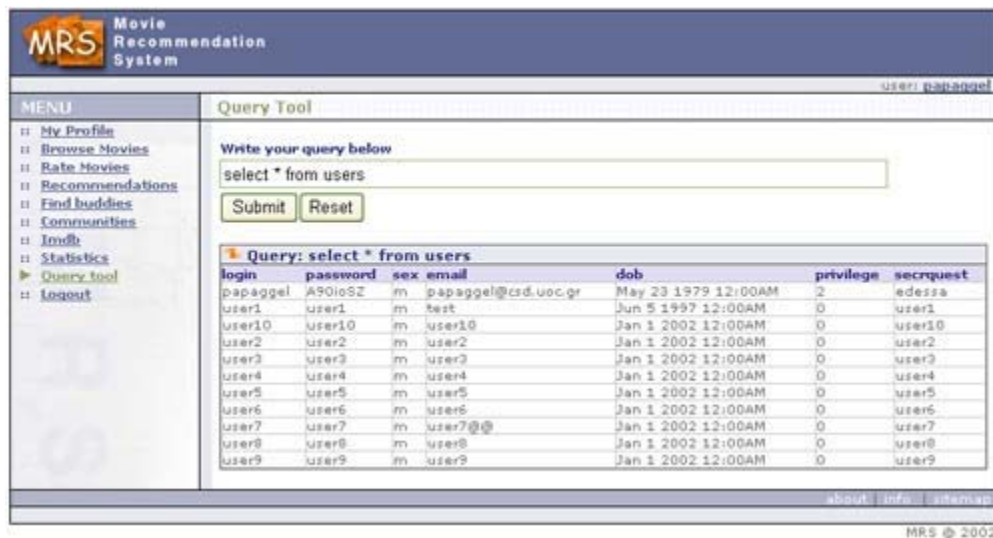 MRS Movie
Recommendation
System
user: papaggel
MENU
My Profile
Browse Movies
Rate Movies
Recommendations
Find buddies
Communities
Imdb
Statistics
Query tool
Logout
Query Tool
Write your query below
select * from users
Submit Reset
Query: select * from users
login password sex email dob privilege secrquest
papaggel A90ioSZ m papaggel@csd.uoc.gr May 23 1979 12:00AM 2 edessa
user1 user1 m test Jun 5 1997 12:00AM 0 user1
user10 user10 m user10 Jan 1 2002 12:00AM 0 user10
user2 user2 m user2 Jan 1 2002 12:00AM 0 user2
user3 user3 m user3 Jan 1 2002 12:00AM 0 user3
user4 user4 m user4 Jan 1 2002 12:00AM 0 user4
user5 user5 m user5 Jan 1 2002 12:00AM 0 user5
user6 user6 m user6 Jan 1 2002 12:00AM 0 user6
user7 user7 m user7@@ Jan 1 2002 12:00AM 0 user7
user8 user8 m user8 Jan 1 2002 12:00AM 0 user8
user9 user9 m user9 Jan 1 2002 12:00AM 0 user9
RS
about | info | sitemap
MRS © 2002